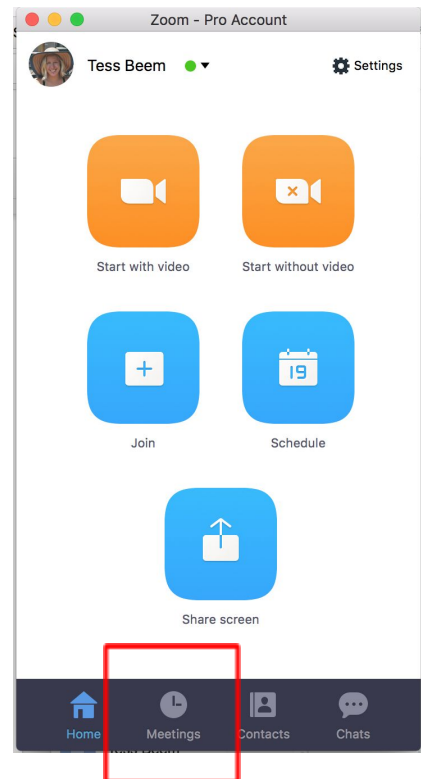 Zoom - Pro Account
Tess Beem
Settings
Start with video
Start without video
19
Join
Schedule
Share screen
Home
Meetings
Contacts
Chats